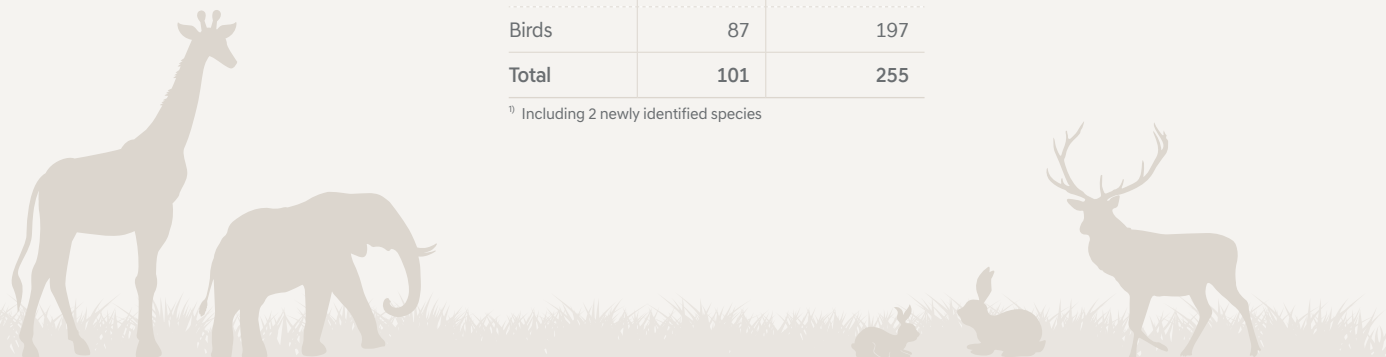 Birds 87 197
Total 101 255
1) Including 2 newly identified species